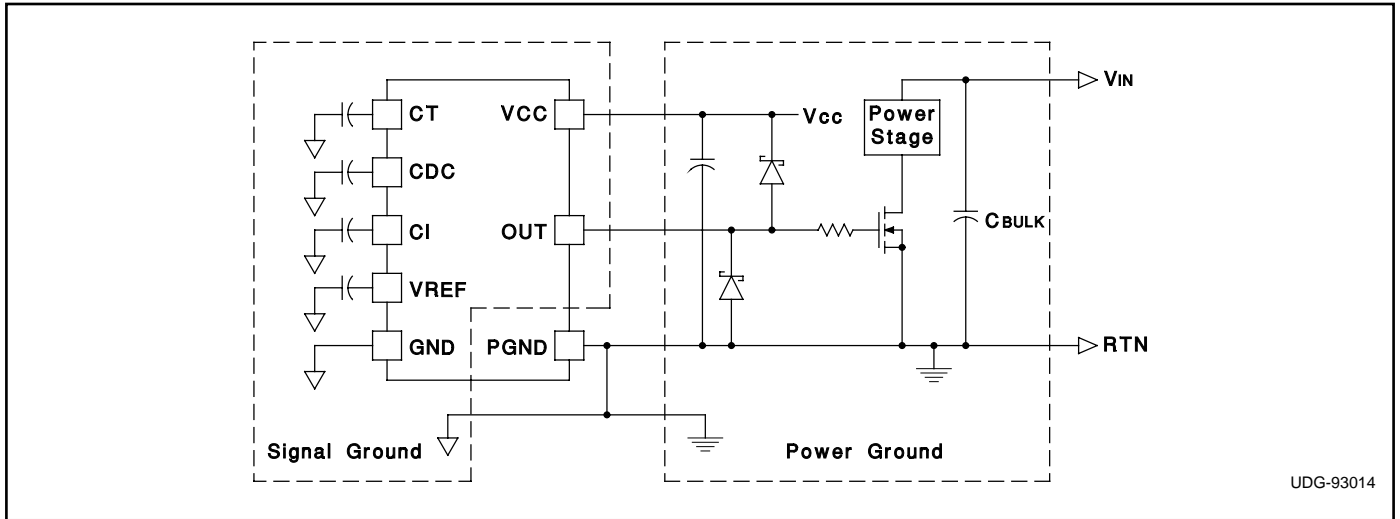 CT
CDC
CI
VREF
GND
VCC
OUT
PGND
Signal Ground
Vcc
Power
Stage
CBULK
VIN
RTN
Power Ground
UDG-93014